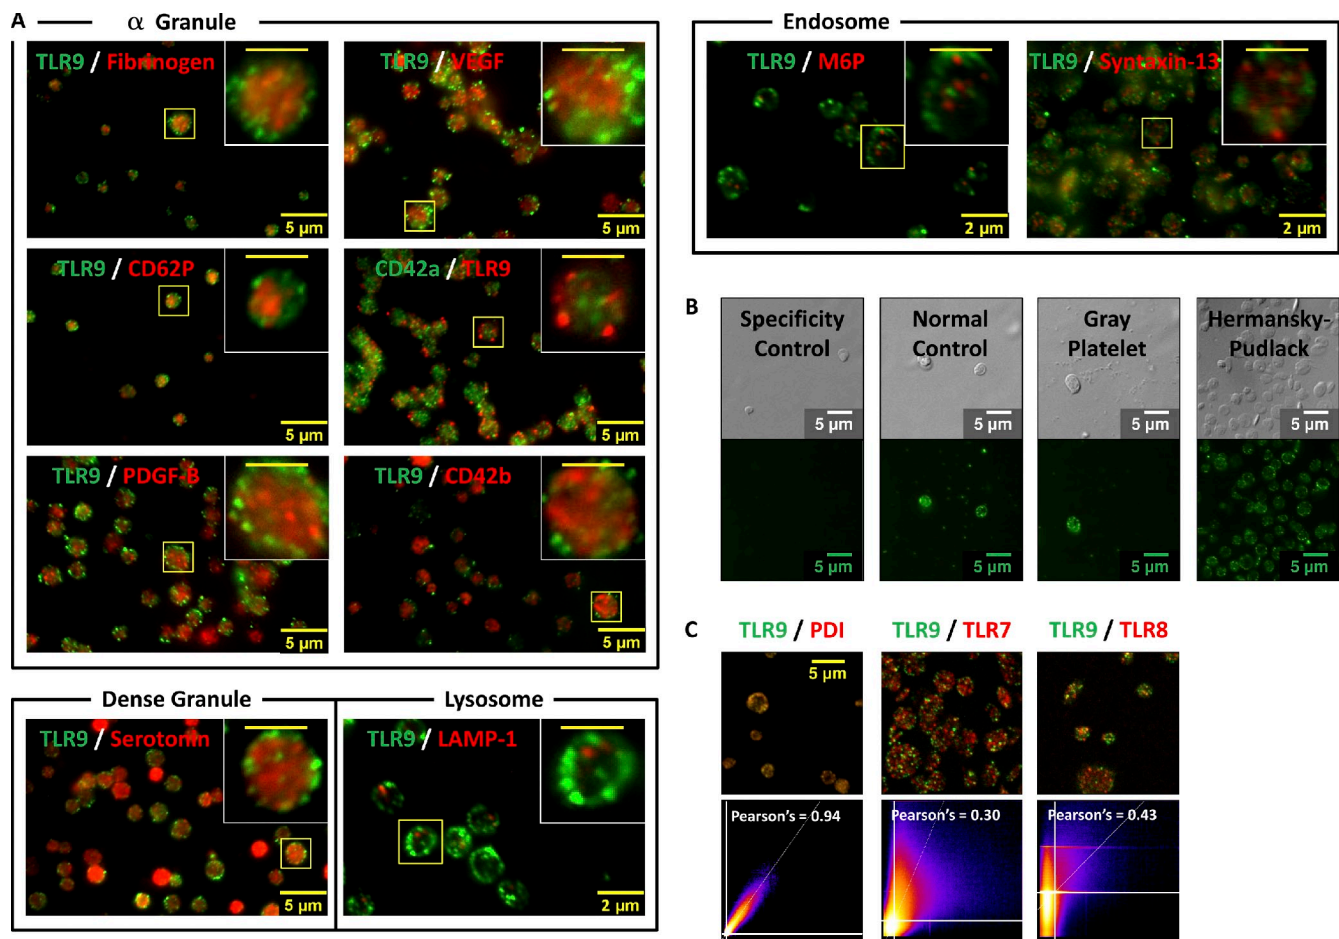 A
α Granule
TLR9 / Fibrinogen
5 µm
TLR9 / VEGF
5 µm
TLR9 / CD62P
5 µm
CD42a / TLR9
5 µm
TLR9 / PDGF-B
5 µm
TLR9 / CD42b
5 µm
Dense Granule
TLR9 / Serotonin
5 µm
Lysosome
TLR9 / LAMP-1
2 µm
Endosome
TLR9 / M6P
2 µm
TLR9 / Syntaxin-13
2 µm
B
Specificity
Control
5 µm
5 µm
Normal
Control
5 µm
5 µm
Gray
Platelet
5 µm
5 µm
Hermansky-
Pudlack
5 µm
5 µm
C
TLR9 / PDI
5 µm
Pearson's = 0.94
TLR9 / TLR7
Pearson's = 0.30
TLR9 / TLR8
Pearson's = 0.43